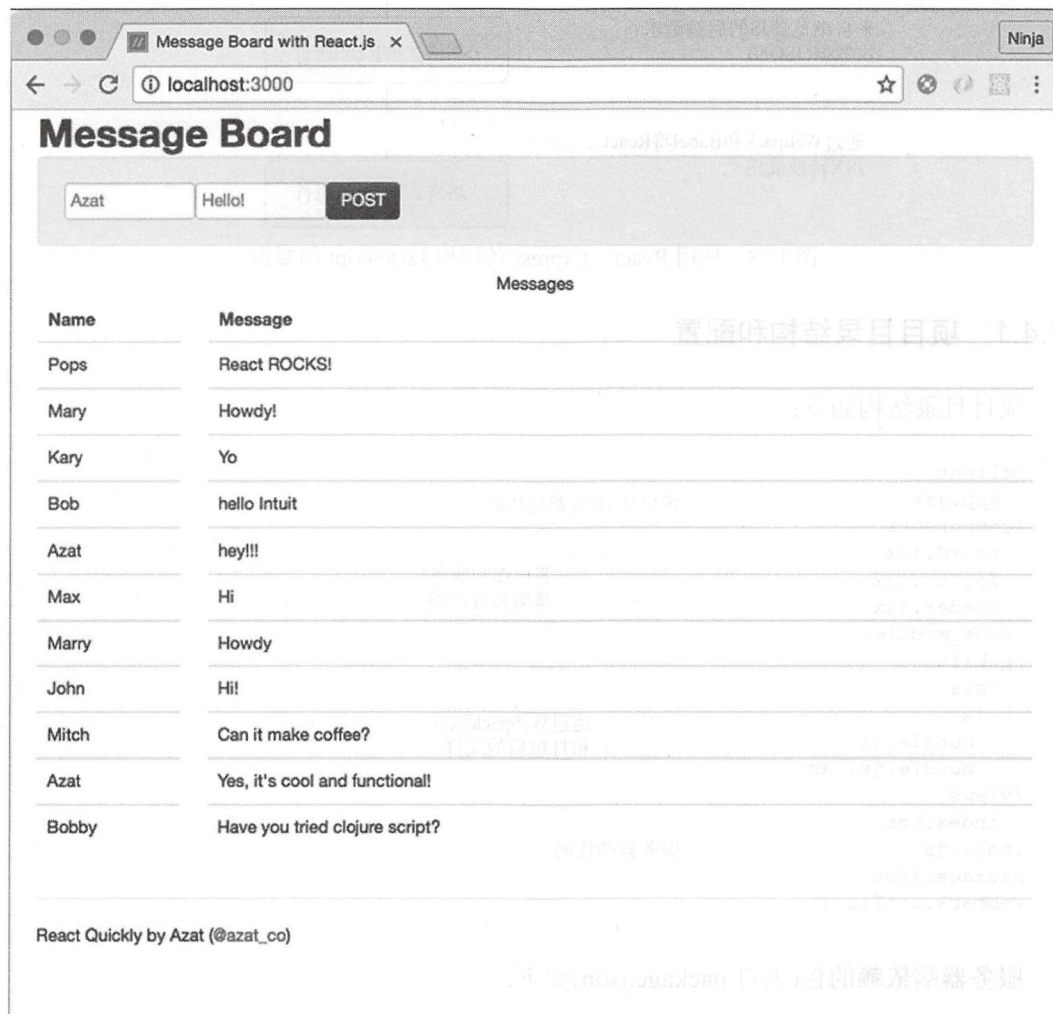 Message Board with React.js ×
Ninja
localhost:3000
Message Board
Azat Hello! POST
Messages
Name Message
Pops React ROCKS!
Mary Howdy!
Kary Yo
Bob hello Intuit
Azat hey!!!
Max Hi
Marry Howdy
John Hi!
Mitch Can it make coffee?
Azat Yes, it's cool and functional!
Bobby Have you tried clojure script?
React Quickly by Azat (@azat_co)